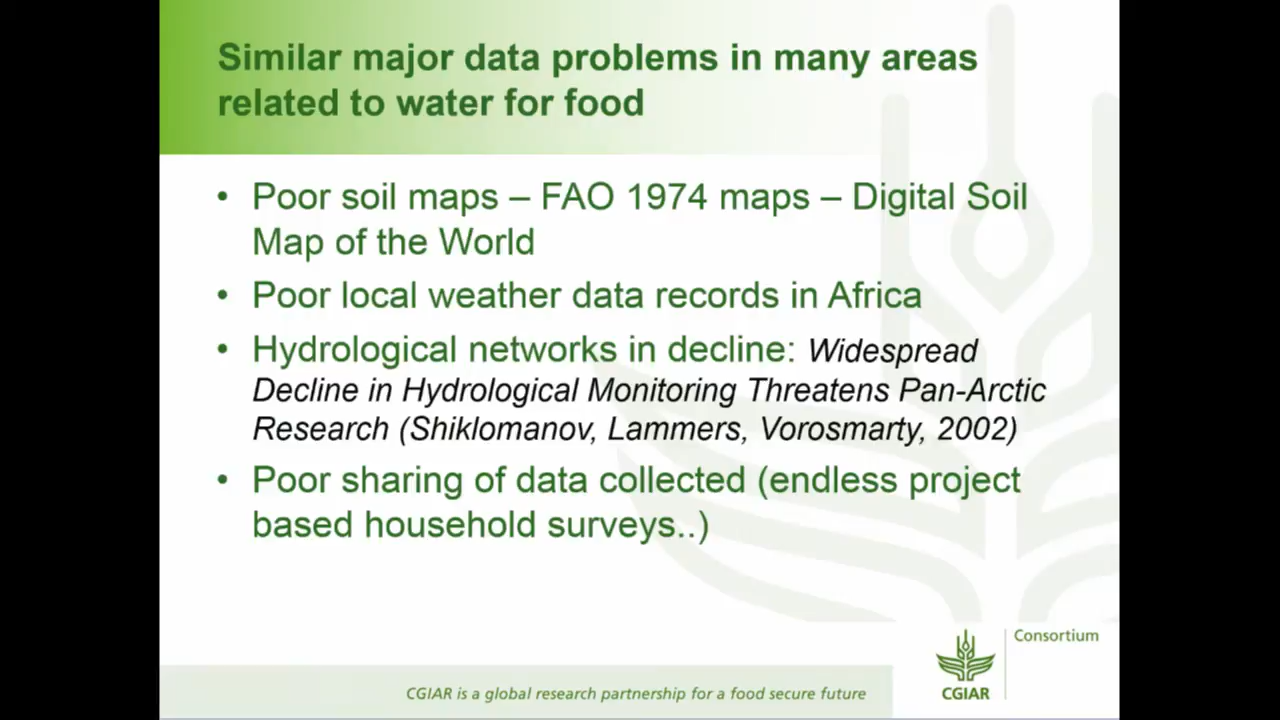 Similar major data problems in many areas
related to water for food
• Poor soil maps – FAO 1974 maps – Digital Soil
Map of the World
• Poor local weather data records in Africa
• Hydrological networks in decline: Widespread
Decline in Hydrological Monitoring Threatens Pan-Arctic
Research (Shiklomanov, Lammers, Vorosmarty, 2002)
• Poor sharing of data collected (endless project
based household surveys..)
Consortium
CGIAR
CGIAR is a global research partnership for a food secure future